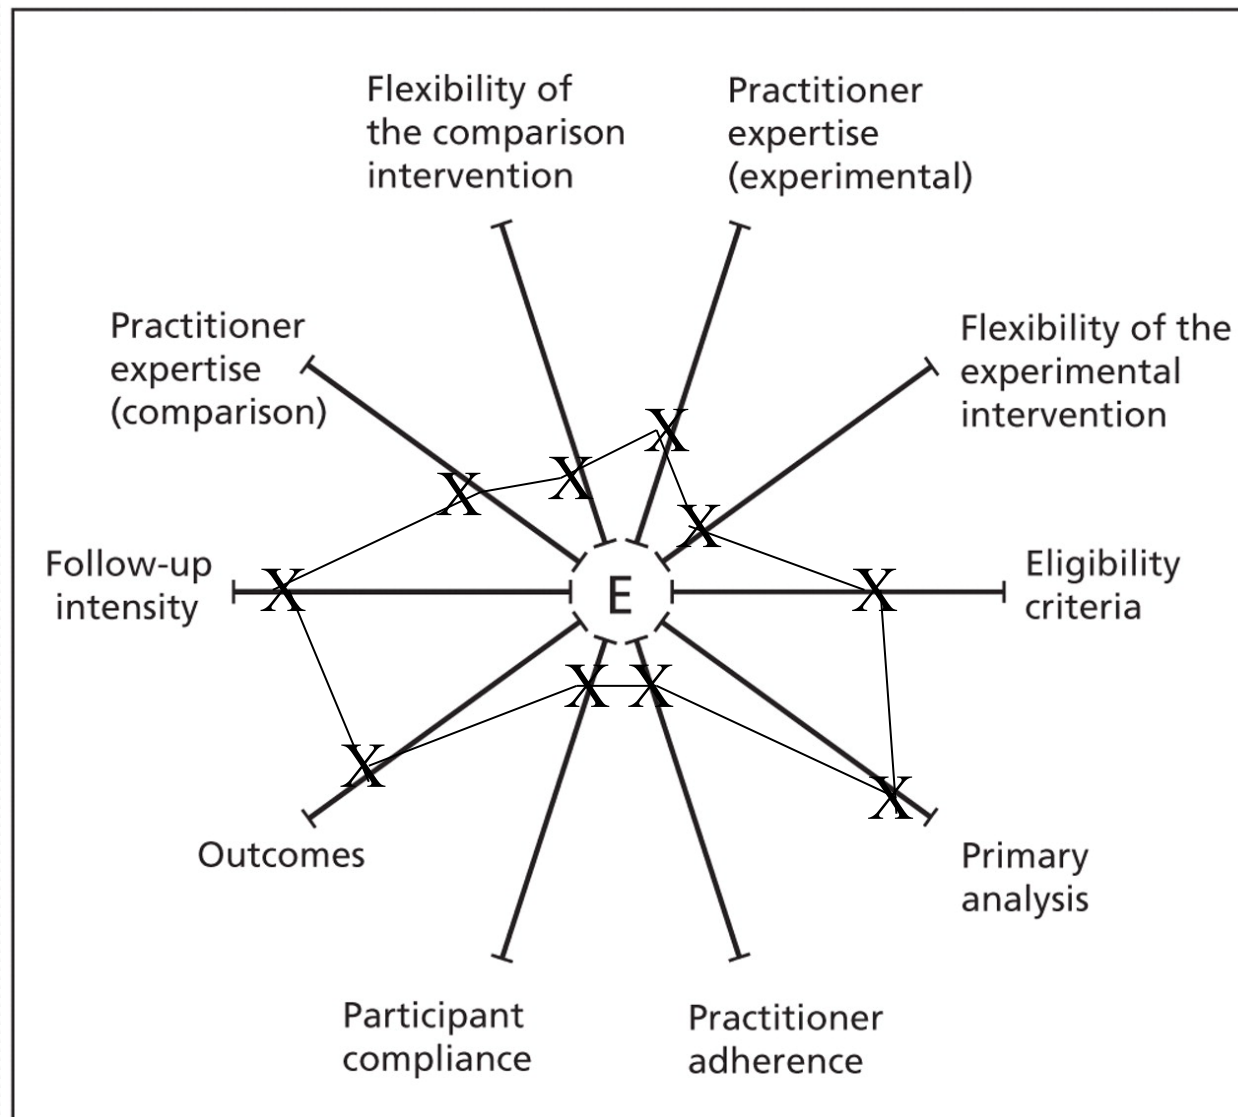 Flexibility of
the comparison
intervention
Practitioner
expertise
(experimental)
Practitioner
expertise
(comparison)
Flexibility of the
experimental
intervention
X
X
X
X
Follow-up
intensity
X
E
X
Eligibility
criteria
X
X
X
X
Outcomes
Primary
analysis
Participant
compliance
Practitioner
adherence